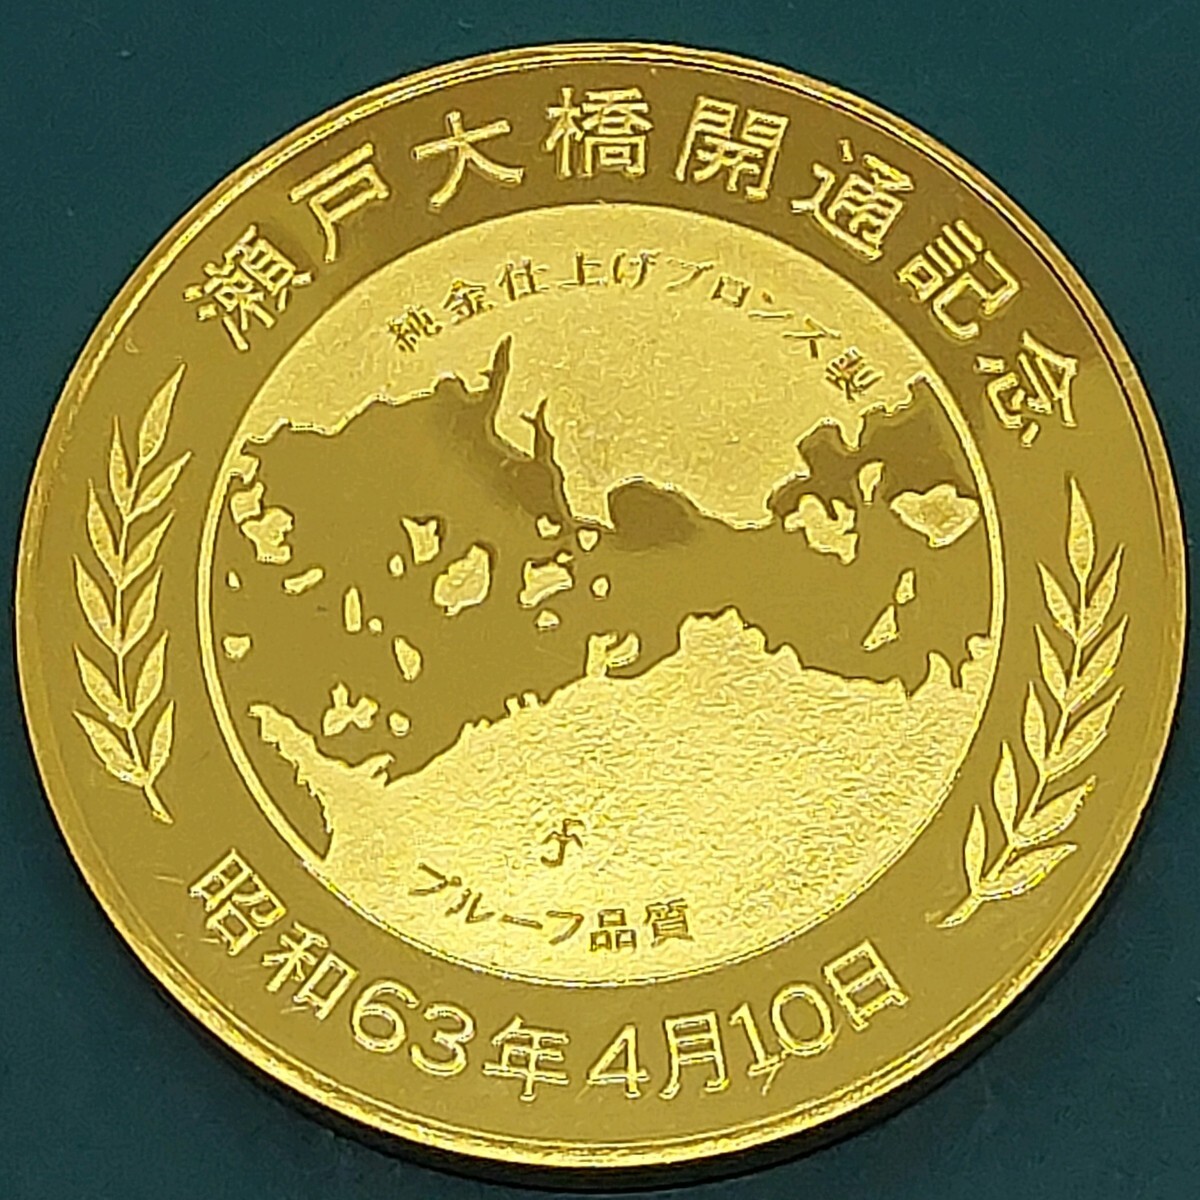 瀬戸大橋開通記念
純金仕上げブロンズ製
プルーフ品質
昭和63年4月10日